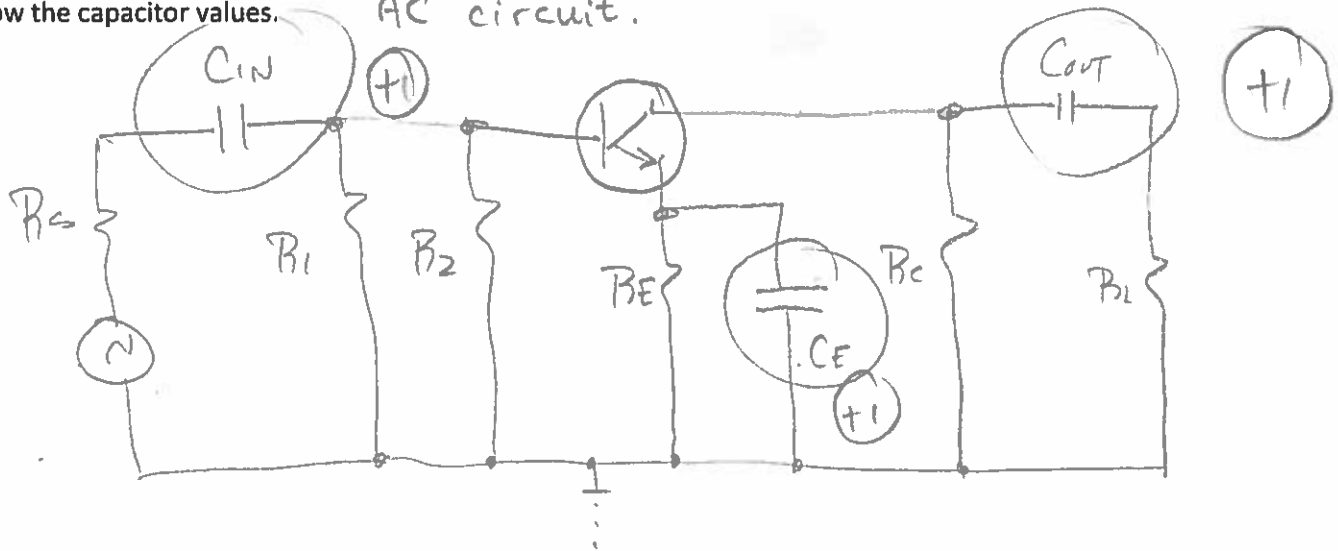 ow the capacitor values.
AC circuit.
CIN
+1
COUT
+1
RS
R1
R2
RE
CE
+1
RC
RL